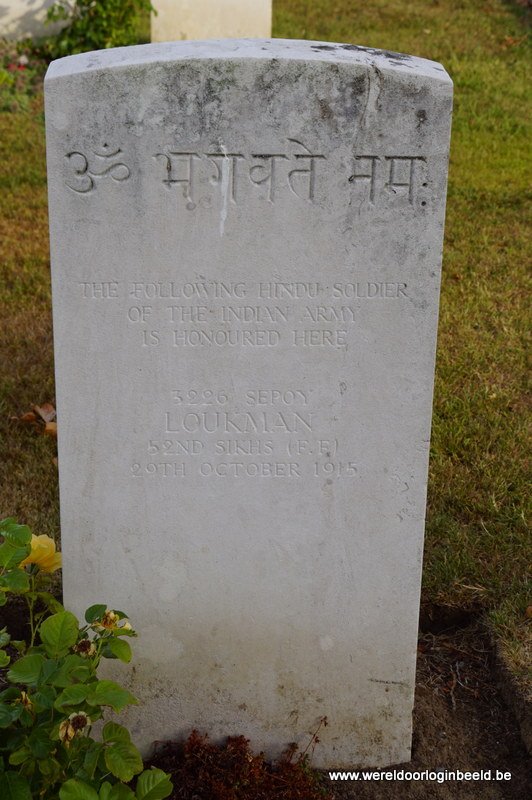 ॐ भगवते नमः
THE FOLLOWING HINDU SOLDIER
OF THE INDIAN ARMY
IS HONOURED HERE
3226 SEPOY
LOUKMAN
52ND SIKHS (F.F)
29TH OCTOBER 1915
www.wereldoorloginbeeld.be